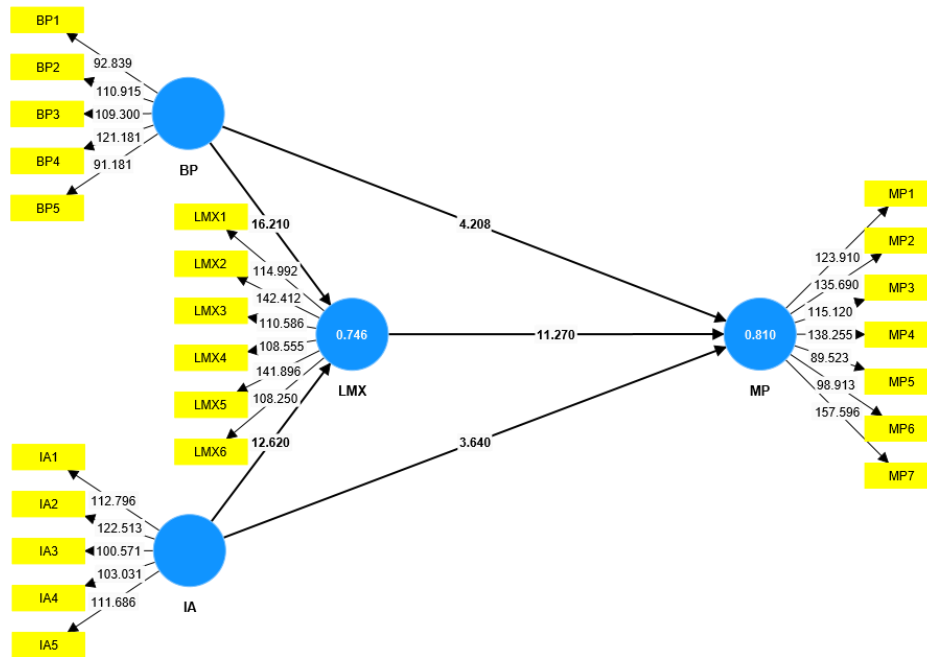 BP1
BP2
BP3
BP4
BP5
92.839
110.915
109.300
121.181
91.181
BP
16.210
4.208
LMX1
LMX2
LMX3
LMX4
LMX5
LMX6
114.992
142.412
110.586
108.555
141.896
108.250
0.746
LMX
11.270
12.620
3.640
IA1
IA2
IA3
IA4
IA5
112.796
122.513
100.571
103.031
111.686
IA
0.810
MP
123.910
135.690
115.120
138.255
89.523
98.913
157.596
MP1
MP2
MP3
MP4
MP5
MP6
MP7